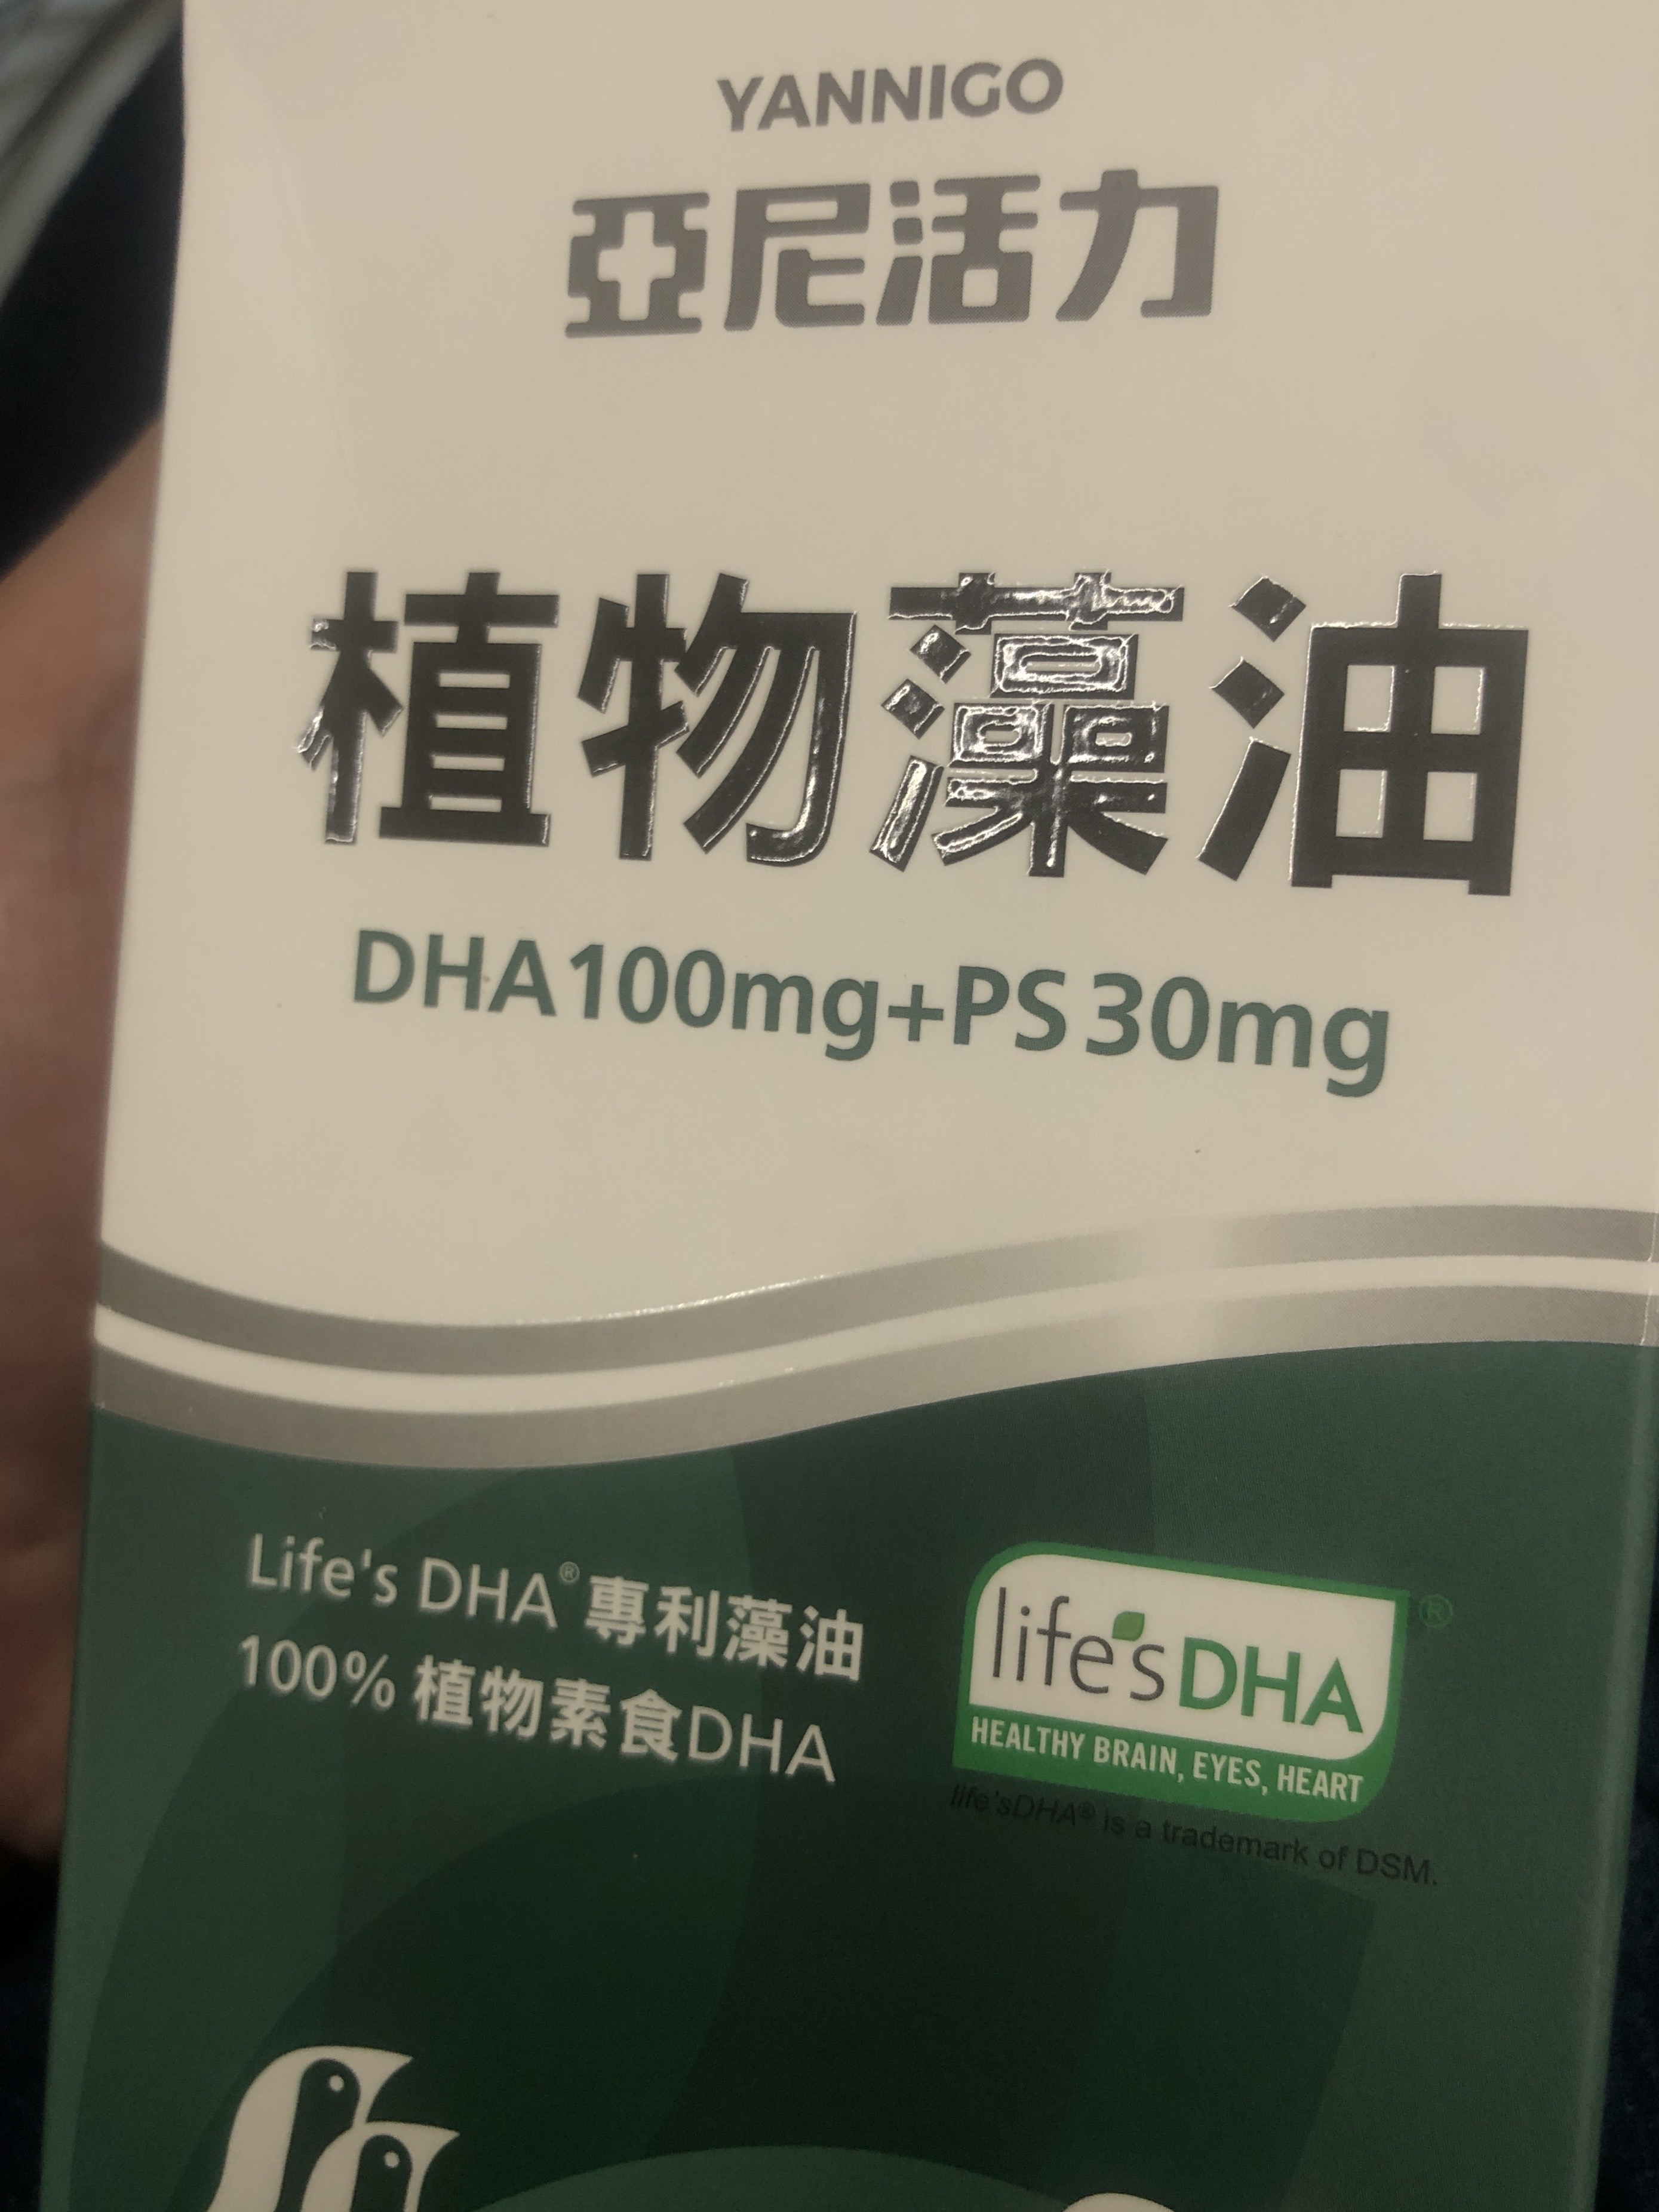 YANNIGO
亞尼活力
植物藻油
DHA100mg+PS30mg
Life's DHA® 專利藻油
100% 植物素食DHA
life's DHA®
HEALTHY BRAIN, EYES, HEART
life'sDHA® is a trademark of DSM.